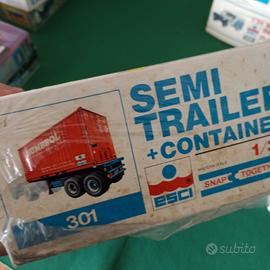 SEMI
TRAILE
+CONTAINE
1/
ESCI
SNAP TOGETH
301
subito